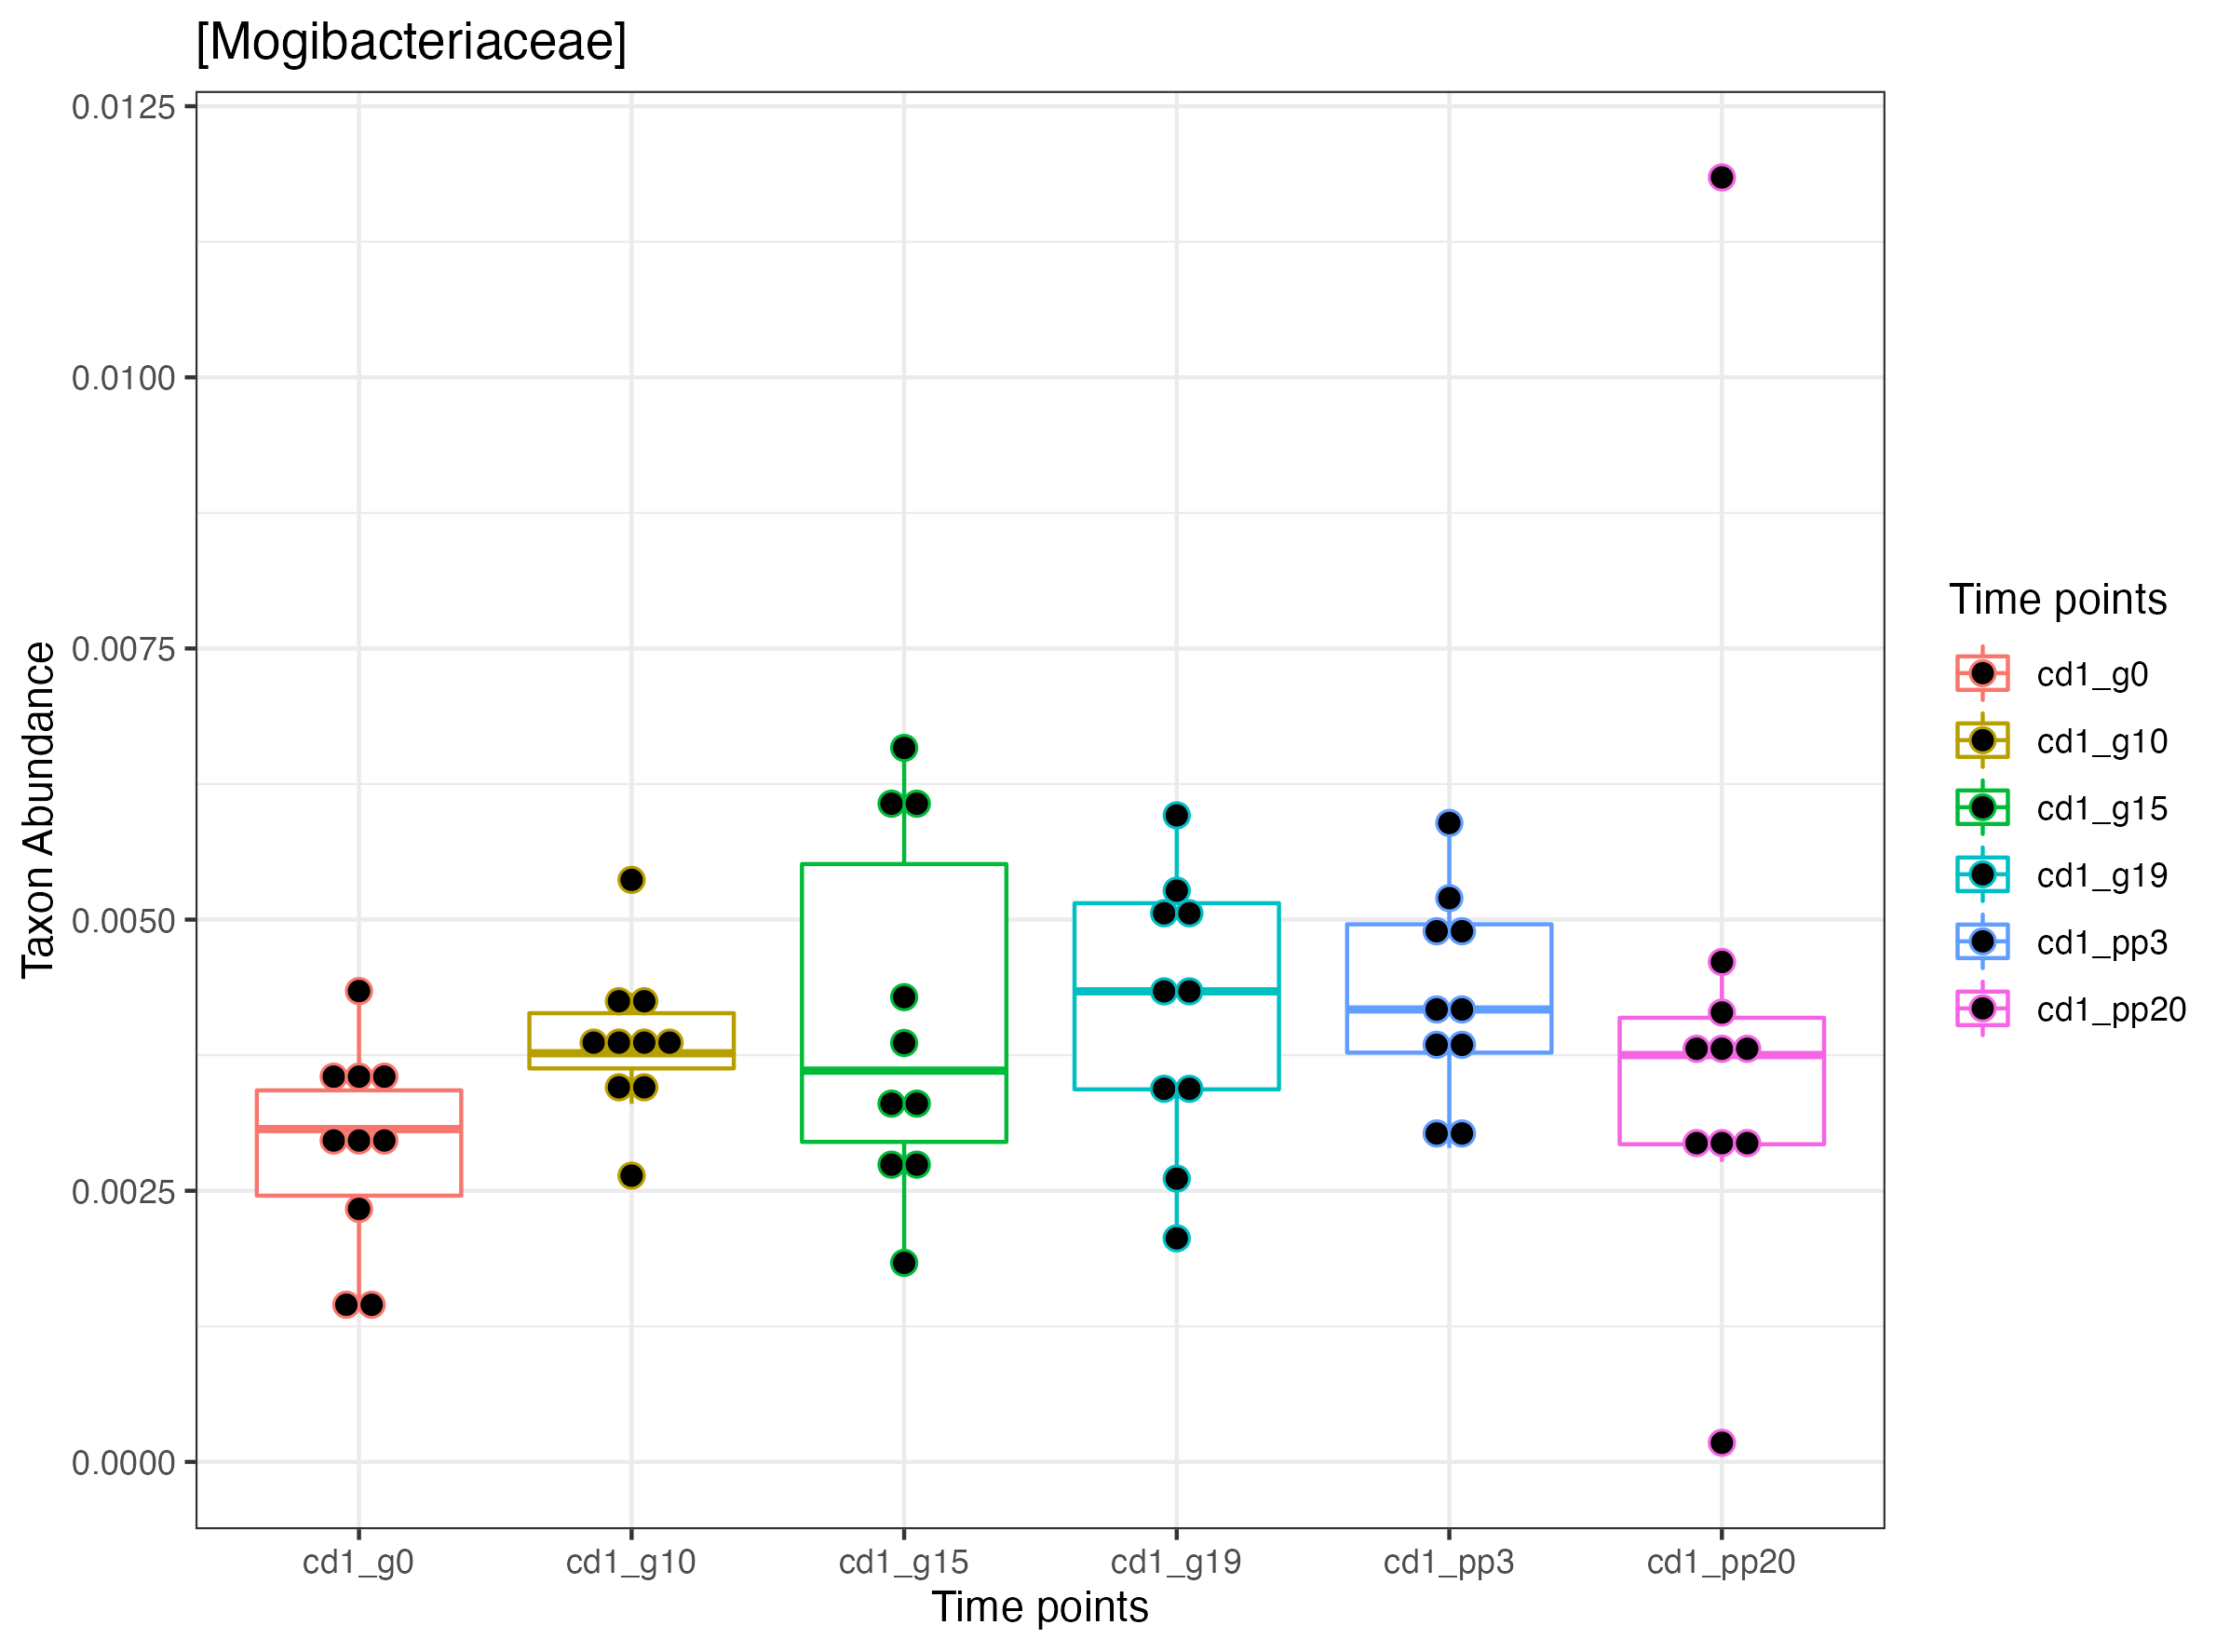 [Mogibacteriaceae]
0.0125
0.0100
0.0075
0.0050
0.0025
0.0000
Taxon Abundance
cd1_g0
cd1_g10
cd1_g15
cd1_g19
cd1_pp3
cd1_pp20
Time points
Time points
cd1_g0
cd1_g10
cd1_g15
cd1_g19
cd1_pp3
cd1_pp20